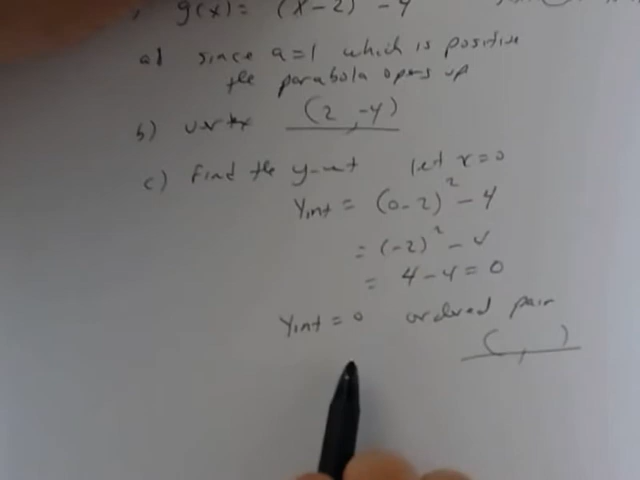 g(x) = (x-2) - 4
a) since a=1 which is positive
the parabola opens up
b) vertex (2, -4)
c) Find the y-int let x=0
Yint = (0-2)² - 4
= (-2)² - 4
= 4-4=0
Yint = 0 ordered pair
( , )